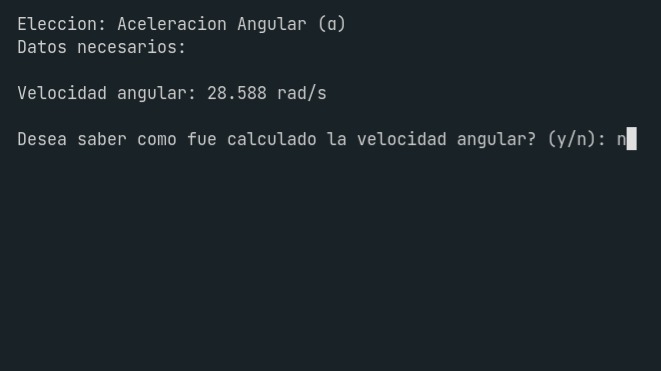 Eleccion: Aceleracion Angular (α)
Datos necesarios:
Velocidad angular: 28.588 rad/s
Desea saber como fue calculado la velocidad angular? (y/n): n